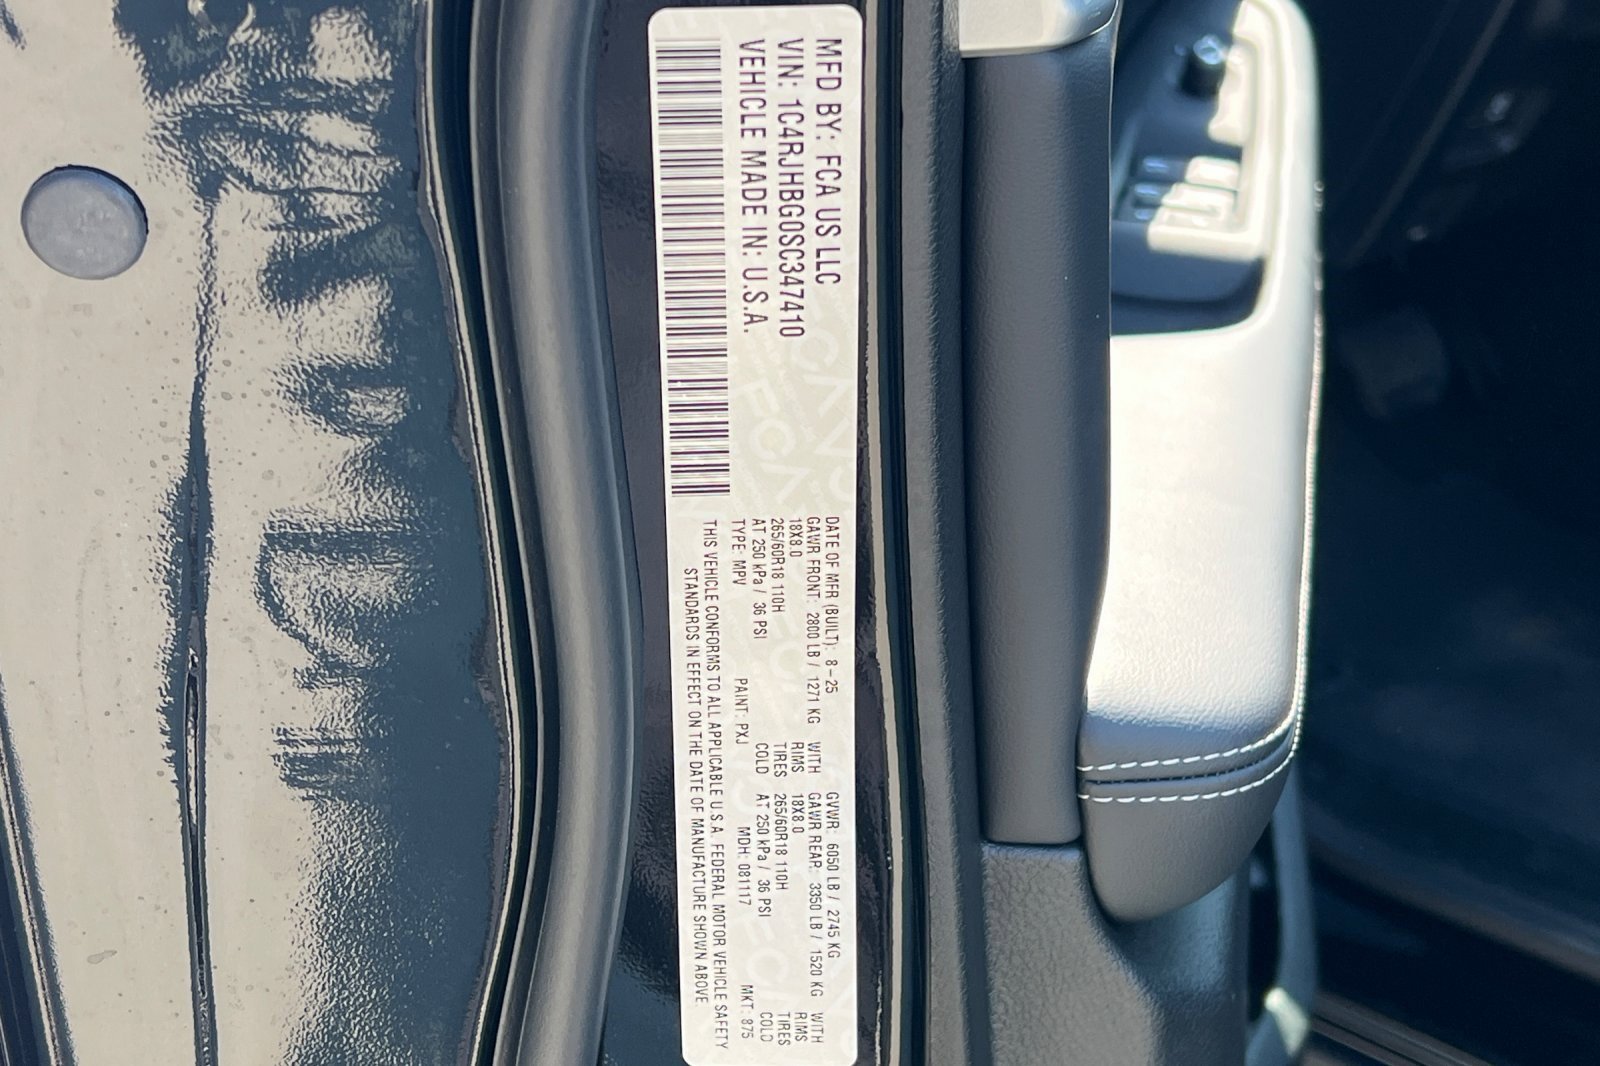 MFD BY: FCA US LLC
VIN: 1C4RJHBG0SC347410
VEHICLE MADE IN: U.S.A.
DATE OF MFR (BUILT): 8-25 GVWR: 6050 LB / 2745 KG
GAWR FRONT: 2800 LB / 1271 KG WITH GAWR REAR: 3350 LB / 1520 KG WITH
18X8.0 RIMS 18X8.0 RIMS
265/60R18 110H TIRES 265/60R18 110H TIRES
AT 250 kPa / 36 PSI COLD AT 250 kPa / 36 PSI COLD
TYPE: MPV PAINT: PXJ MDH: 081117 MKT: 875
THIS VEHICLE CONFORMS TO ALL APPLICABLE U.S.A. FEDERAL MOTOR VEHICLE SAFETY
STANDARDS IN EFFECT ON THE DATE OF MANUFACTURE SHOWN ABOVE.